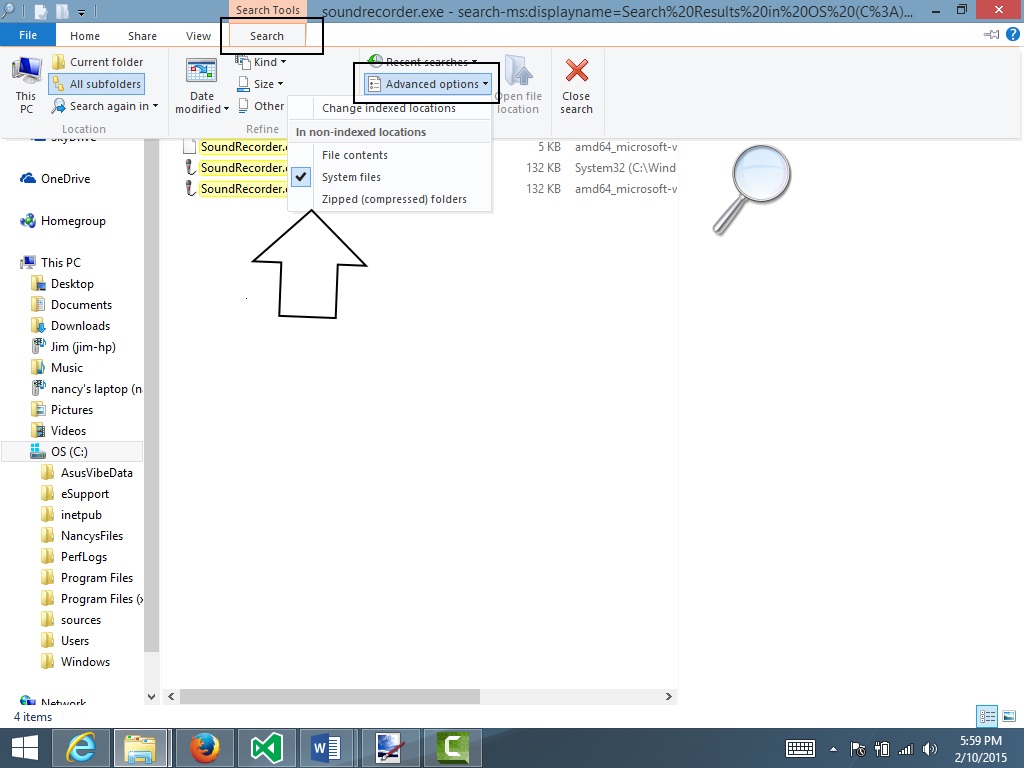 Search Tools
soundrecorder.exe - search-ms:displayname=Search%20Results%20in%20OS%20(C%3A)...
File Home Share View Search
This PC
Current folder
All subfolders
Search again in
Location
Date modified
Kind
Size
Other
Refine
Recent searches
Advanced options
Open file location
Close search
Change indexed locations
In non-indexed locations
File contents
System files
Zipped (compressed) folders
SoundRecorder. 5 KB amd64_microsoft-v
SoundRecorder. 132 KB System32 (C:\Wind
SoundRecorder. 132 KB amd64_microsoft-v
SkyDrive
OneDrive
Homegroup
This PC
Desktop
Documents
Downloads
Jim (jim-hp)
Music
nancy's laptop (na
Pictures
Videos
OS (C:)
AsusVibeData
eSupport
inetpub
NancysFiles
PerfLogs
Program Files
Program Files (x
sources
Users
Windows
Network
4 items
5:59 PM
2/10/2015